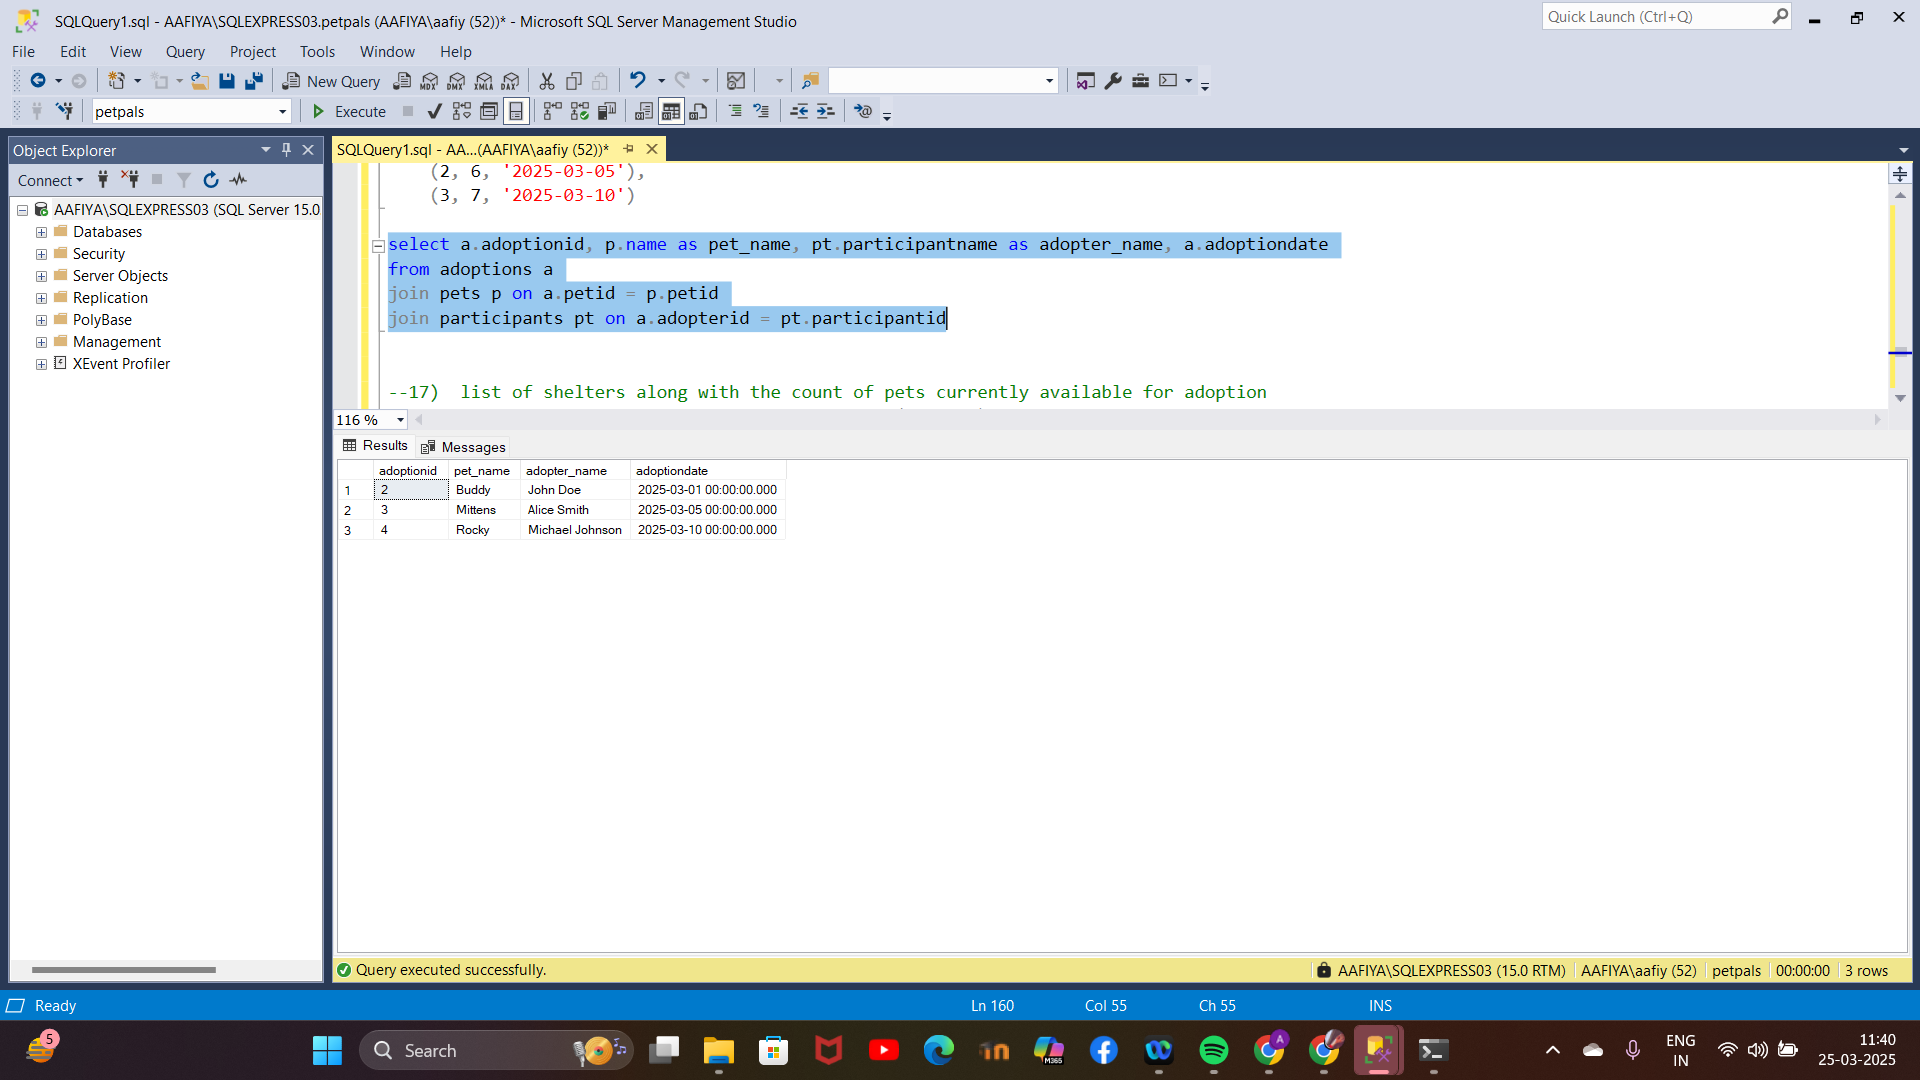 SQLQuery1.sql - AAFIYA\SQLEXPRESS03.petpals (AAFIYA\aafiy (52))* - Microsoft SQL Server Management Studio
Quick Launch (Ctrl+Q)
File Edit View Query Project Tools Window Help
New Query MDX DMX XMLA DAX
petpals Execute
Object Explorer
SQLQuery1.sql - AA...(AAFIYA\aafiy (52))*
Connect
AAFIYA\SQLEXPRESS03 (SQL Server 15.0
Databases
Security
Server Objects
Replication
PolyBase
Management
XEvent Profiler
(2, 6, '2025-03-05'),
(3, 7, '2025-03-10')
select a.adoptionid, p.name as pet_name, pt.participantname as adopter_name, a.adoptiondate
from adoptions a
join pets p on a.petid = p.petid
join participants pt on a.adopterid = pt.participantid
--17) list of shelters along with the count of pets currently available for adoption
116 %
Results Messages
adoptionid pet_name adopter_name adoptiondate
1 2 Buddy John Doe 2025-03-01 00:00:00.000
2 3 Mittens Alice Smith 2025-03-05 00:00:00.000
3 4 Rocky Michael Johnson 2025-03-10 00:00:00.000
Query executed successfully. AAFIYA\SQLEXPRESS03 (15.0 RTM) AAFIYA\aafiy (52) petpals 00:00:00 3 rows
Ready Ln 160 Col 55 Ch 55 INS
5
Search
M365
A
ENG
IN
11:40
25-03-2025